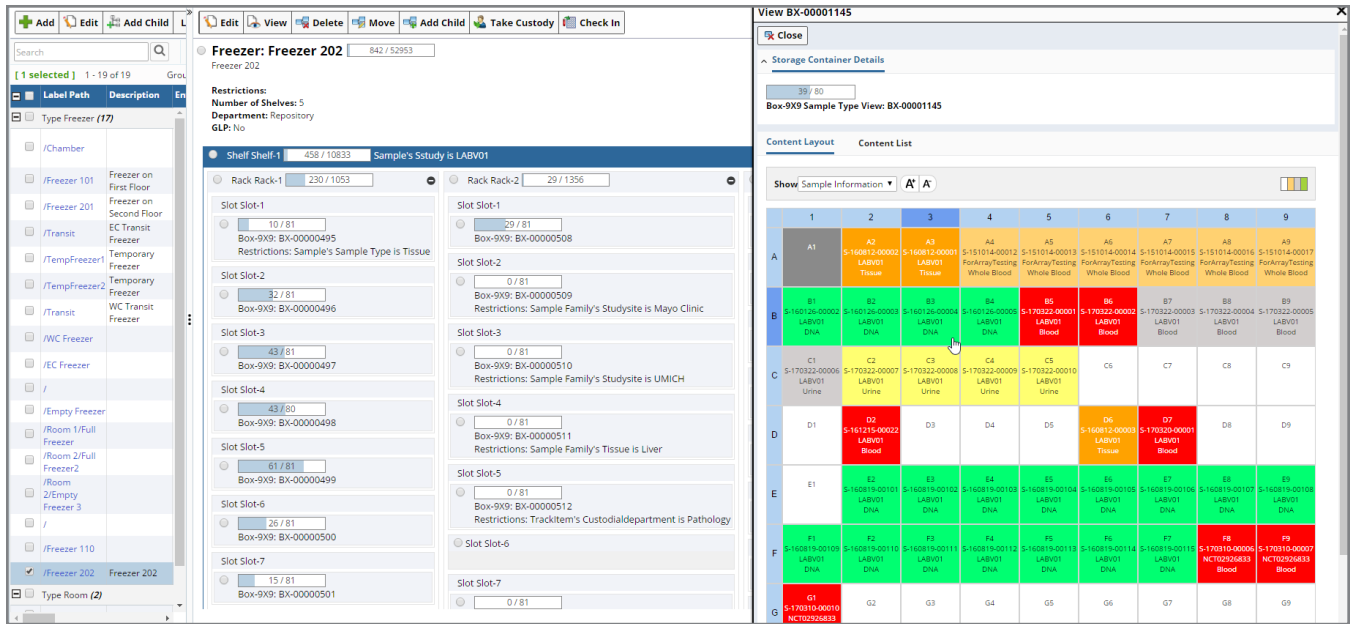 Add Edit Add Child L
»
Search
[ 1 selected ] 1 - 19 of 19 Grou
Label Path Description En
Type Freezer (17)
/Chamber
/Freezer 101 Freezer on
First Floor
/Freezer 201 Freezer on
Second Floor
/Transit EC Transit
Freezer
/TempFreezer1 Temporary
Freezer
/TempFreezer2 Temporary
Freezer
/Transit WC Transit
Freezer
/WC Freezer
/EC Freezer
/
/Empty Freezer
/Room 1/Full
Freezer
/Room 2/Full
Freezer2
/Room
2/Empty
Freezer 3
/
/Freezer 110
/Freezer 202 Freezer 202
Type Room (2)
Edit View Delete Move Add Child Take Custody Check In
Freezer: Freezer 202 842 / 52953
Freezer 202
Restrictions:
Number of Shelves: 5
Department: Repository
GLP: No
Shelf Shelf-1 458 / 10833 Sample's Sstudy is LABV01
Rack Rack-1 230 / 1053
Slot Slot-1
10 / 81
Box-9X9: BX-00000495
Restrictions: Sample's Sample Type is Tissue
Slot Slot-2
32 / 81
Box-9X9: BX-00000496
Slot Slot-3
43 / 81
Box-9X9: BX-00000497
Slot Slot-4
43 / 80
Box-9X9: BX-00000498
Slot Slot-5
61 / 81
Box-9X9: BX-00000499
Slot Slot-6
26 / 81
Box-9X9: BX-00000500
Slot Slot-7
15 / 81
Box-9X9: BX-00000501
Rack Rack-2 29 / 1356
Slot Slot-1
29 / 81
Box-9X9: BX-00000508
Slot Slot-2
0 / 81
Box-9X9: BX-00000509
Restrictions: Sample Family's Studysite is Mayo Clinic
Slot Slot-3
0 / 81
Box-9X9: BX-00000510
Restrictions: Sample Family's Studysite is UMICH
Slot Slot-4
0 / 81
Box-9X9: BX-00000511
Restrictions: Sample Family's Tissue is Liver
Slot Slot-5
0 / 81
Box-9X9: BX-00000512
Restrictions: Trackitem's Custodialdepartment is Pathology
Slot Slot-6
Slot Slot-7
0 / 81
View BX-00001145 X
Close
Storage Container Details
39 / 80
Box-9X9 Sample Type View: BX-00001145
Content Layout Content List
Show Sample Information A+ A-
1 2 3 4 5 6 7 8 9
A
A1 A2 A3 A4 A5 A6 A7 A8 A9
S-160812-00002 S-160812-00001 S-151014-00012 S-151014-00013 S-151014-00014 S-151014-00015 S-151014-00016 S-151014-00017
LABV01 LABV01 ForArrayTesting ForArrayTesting ForArrayTesting ForArrayTesting ForArrayTesting ForArrayTesting
Tissue Tissue Whole Blood Whole Blood Whole Blood Whole Blood Whole Blood Whole Blood
B
B1 B2 B3 B4 B5 B6 B7 B8 B9
S-160126-00002 S-160126-00003 S-160126-00004 S-160126-00005 S-170322-00001 S-170322-00002 S-170322-00003 S-170322-00004 S-170322-00005
LABV01 LABV01 LABV01 LABV01 LABV01 LABV01 LABV01 LABV01 LABV01
DNA DNA DNA DNA Blood Blood Blood Blood Blood
C
C1 C2 C3 C4 C5 C6 C7 C8 C9
S-170322-00006 S-170322-00007 S-170322-00008 S-170322-00009 S-170322-00010
LABV01 LABV01 LABV01 LABV01 LABV01
Urine Urine Urine Urine Urine
D
D1 D2 D3 D4 D5 D6 D7 D8 D9
S-161215-00022 S-160812-00003 S-170320-00001
LABV01 LABV01 LABV01
Blood Tissue Blood
E
E1 E2 E3 E4 E5 E6 E7 E8 E9
S-160819-00101 S-160819-00102 S-160819-00103 S-160819-00104 S-160819-00105 S-160819-00106 S-160819-00107 S-160819-00108
LABV01 LABV01 LABV01 LABV01 LABV01 LABV01 LABV01 LABV01
DNA DNA DNA DNA DNA DNA DNA DNA
F
F1 F2 F3 F4 F5 F6 F7 F8 F9
S-160819-00109 S-160819-00110 S-160819-00111 S-160819-00112 S-160819-00113 S-160819-00114 S-160819-00115 S-170310-00006 S-170310-00007
LABV01 LABV01 LABV01 LABV01 LABV01 LABV01 LABV01 NCT02926833 NCT02926833
DNA DNA DNA DNA DNA DNA DNA Blood Blood
G
G1 G2 G3 G4 G5 G6 G7 G8 G9
S-170310-00010
NCT02926833